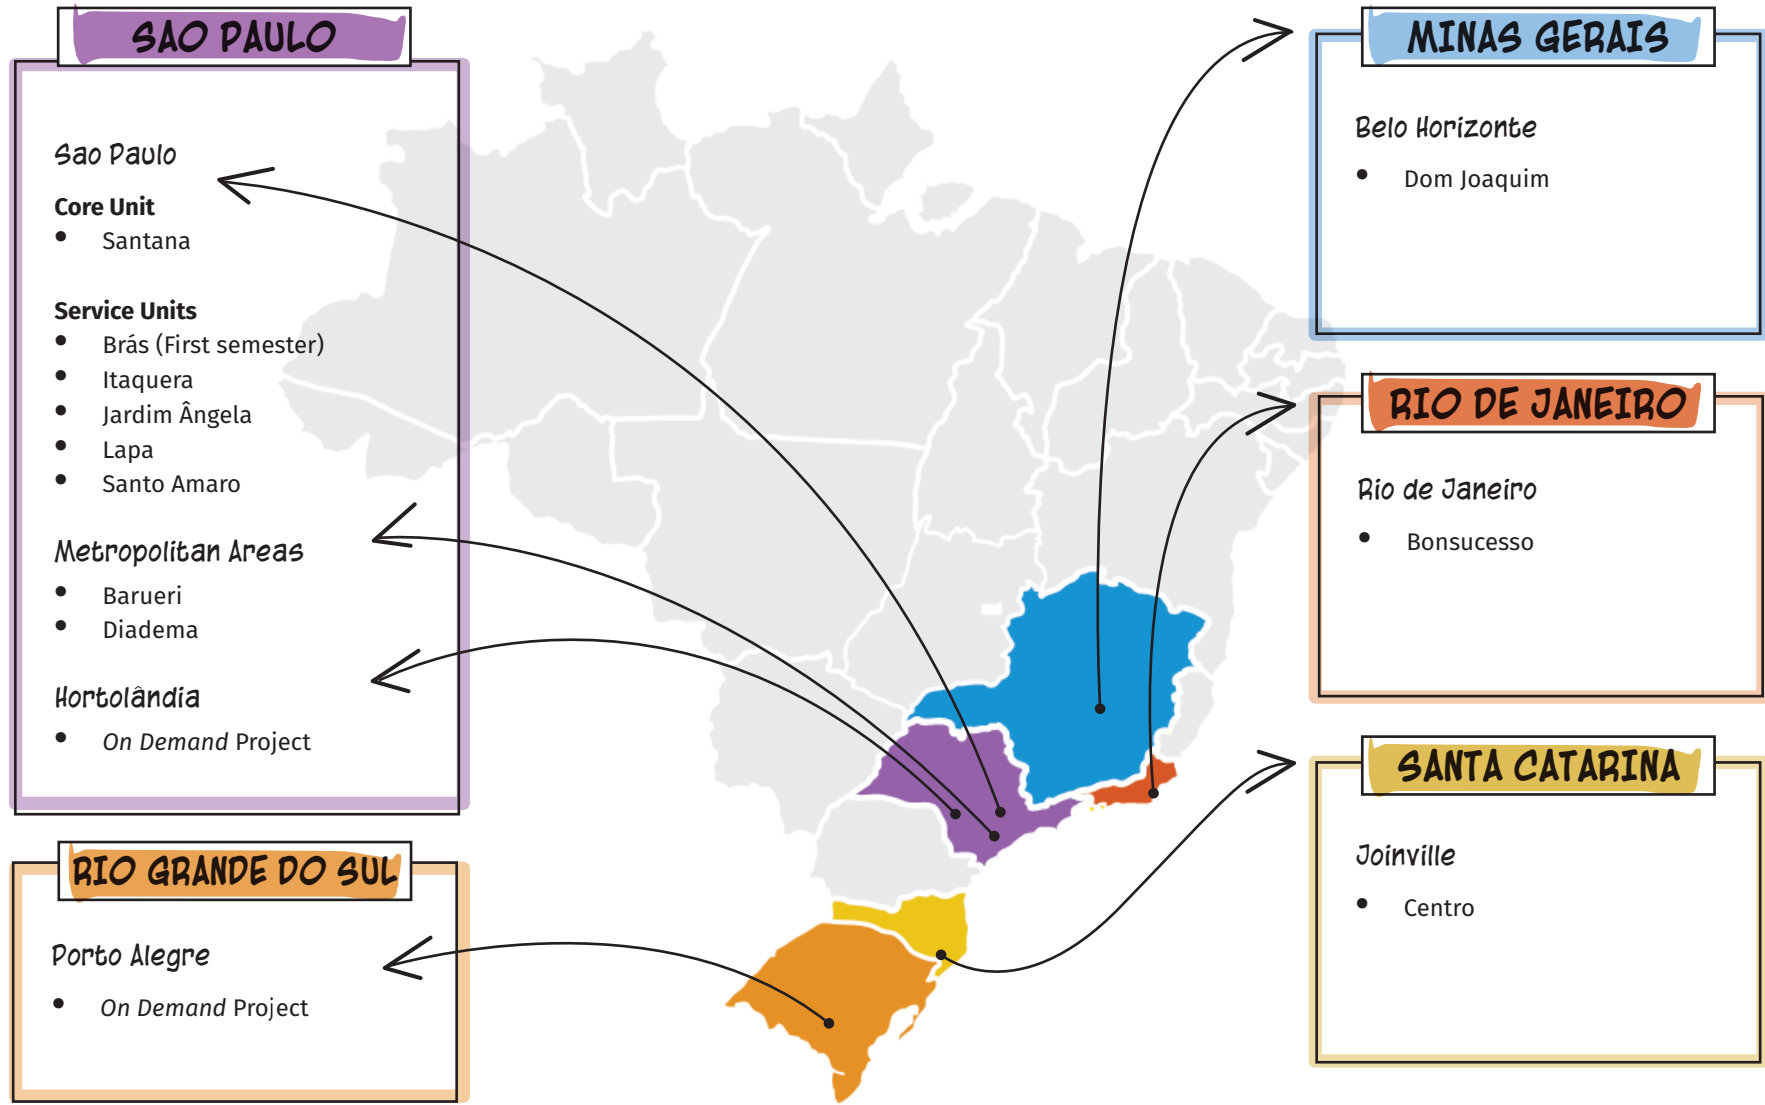 SAO PAULO
Sao Paulo
Core Unit
• Santana
Service Units
• Brás (First semester)
• Itaquera
• Jardim Ângela
• Lapa
• Santo Amaro
Metropolitan Areas
• Barueri
• Diadema
Hortolândia
• On Demand Project
RIO GRANDE DO SUL
Porto Alegre
• On Demand Project
MINAS GERAIS
Belo Horizonte
• Dom Joaquim
RIO DE JANEIRO
Rio de Janeiro
• Bonsucesso
SANTA CATARINA
Joinville
• Centro